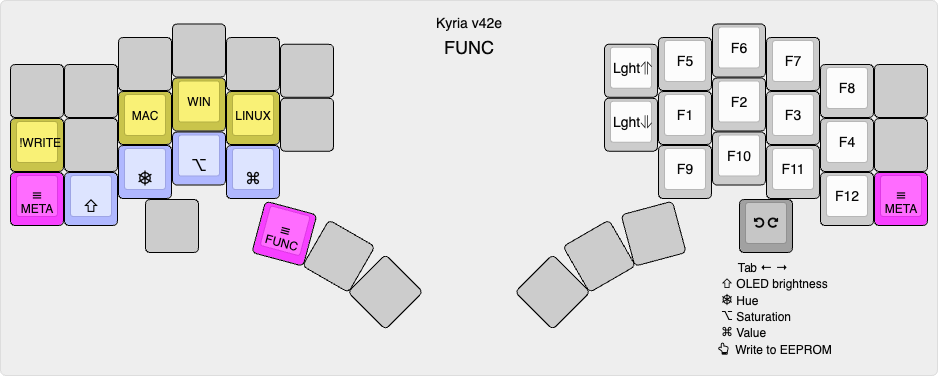 Kyria v42e
FUNC
Lght⥮ F5 F6 F7 F8
MAC WIN LINUX
Lght⥯ F1 F2 F3 F4
!WRITE
⎈ ⌥ ⌘
F9 F10 F11 F12
≡ META
⇧
≡ META
≡ FUNC
⟲⟳
Tab ← →
⇧ OLED brightness
⎈ Hue
⌥ Saturation
⌘ Value
👆 Write to EEPROM